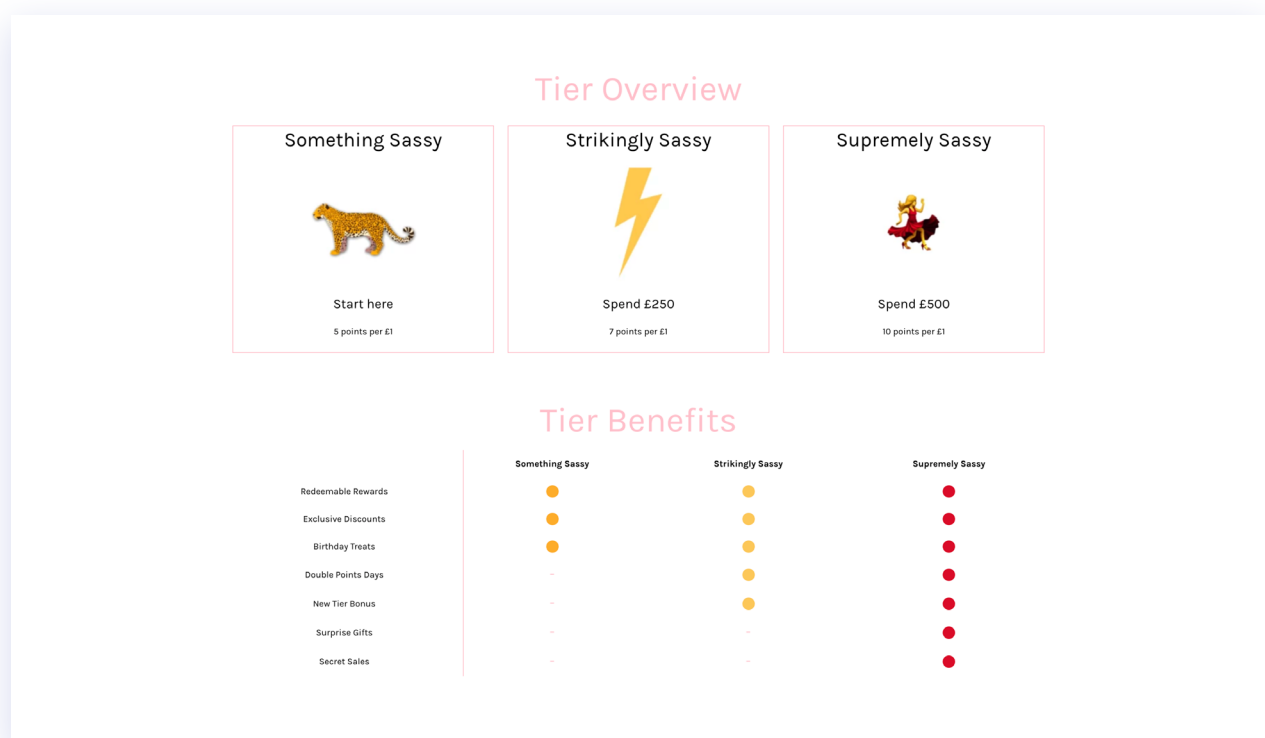 Tier Overview
Something Sassy
Strikingly Sassy
Supremely Sassy
Start here
Spend £250
Spend £500
5 points per £1
7 points per £1
10 points per £1
Tier Benefits
Something Sassy Strikingly Sassy Supremely Sassy
Redeemable Rewards
Exclusive Discounts
Birthday Treats
Double Points Days –
New Tier Bonus –
Surprise Gifts – –
Secret Sales – –